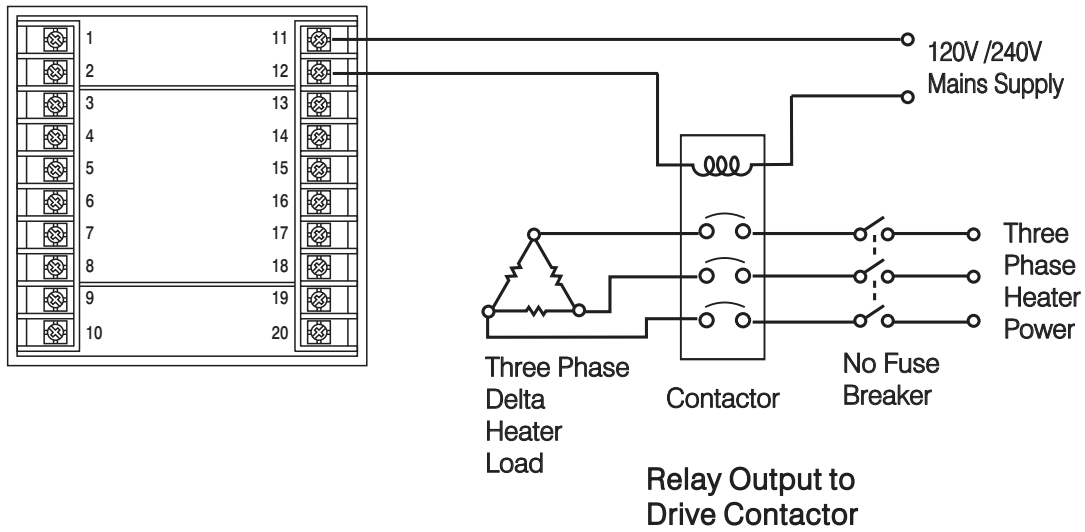 1
2
3
4
5
6
7
8
9
10
11
12
13
14
15
16
17
18
19
20
120V /240V
Mains Supply
Three
Phase
Heater
Power
Three Phase
Delta
Heater
Load
Contactor
No Fuse
Breaker
Relay Output to
Drive Contactor